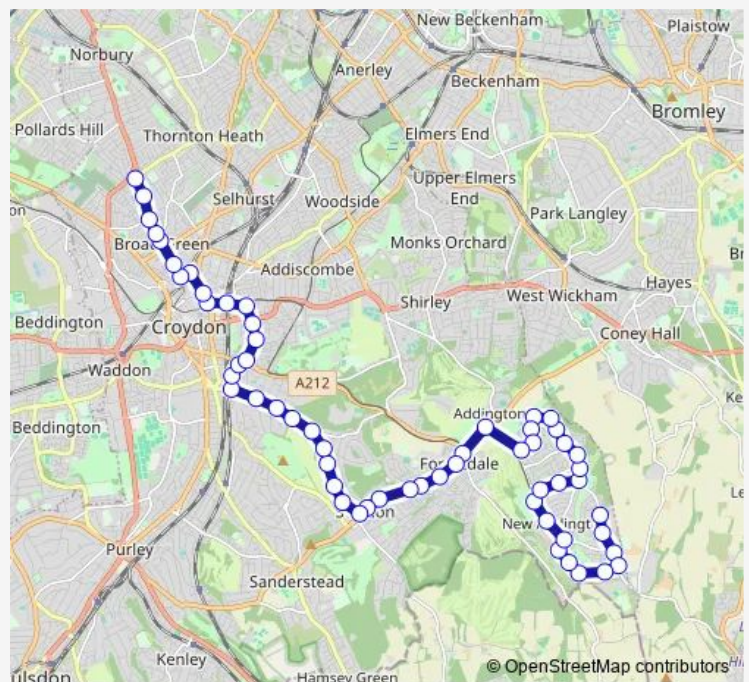 New Beckenham
Plaistow
Norbury
Anerley
Beckenham
Bromley
Pollards Hill
Thornton Heath
Elmers End
Upper Elmers
End
Selhurst
Woodside
Park Langley
on
Monks Orchard
Addiscombe
Hayes
Shirley
West Wickham
Beddington
Croydon
Coney Hall
Waddon
A212
Addington
Beddington
Purley
Sanderstead
Kenley
Hamsey Green
© OpenStreetMap contributors